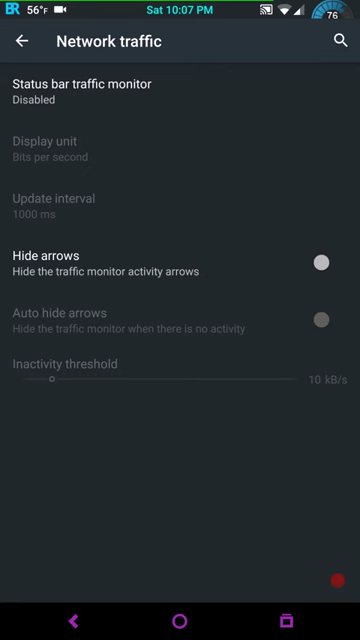 BR 56°F Sat 10:07 PM 76
Network traffic
Status bar traffic monitor
Disabled
Display unit
Bits per second
Update interval
1000 ms
Hide arrows
Hide the traffic monitor activity arrows
Auto hide arrows
Hide the traffic monitor when there is no activity
Inactivity threshold
10 kB/s